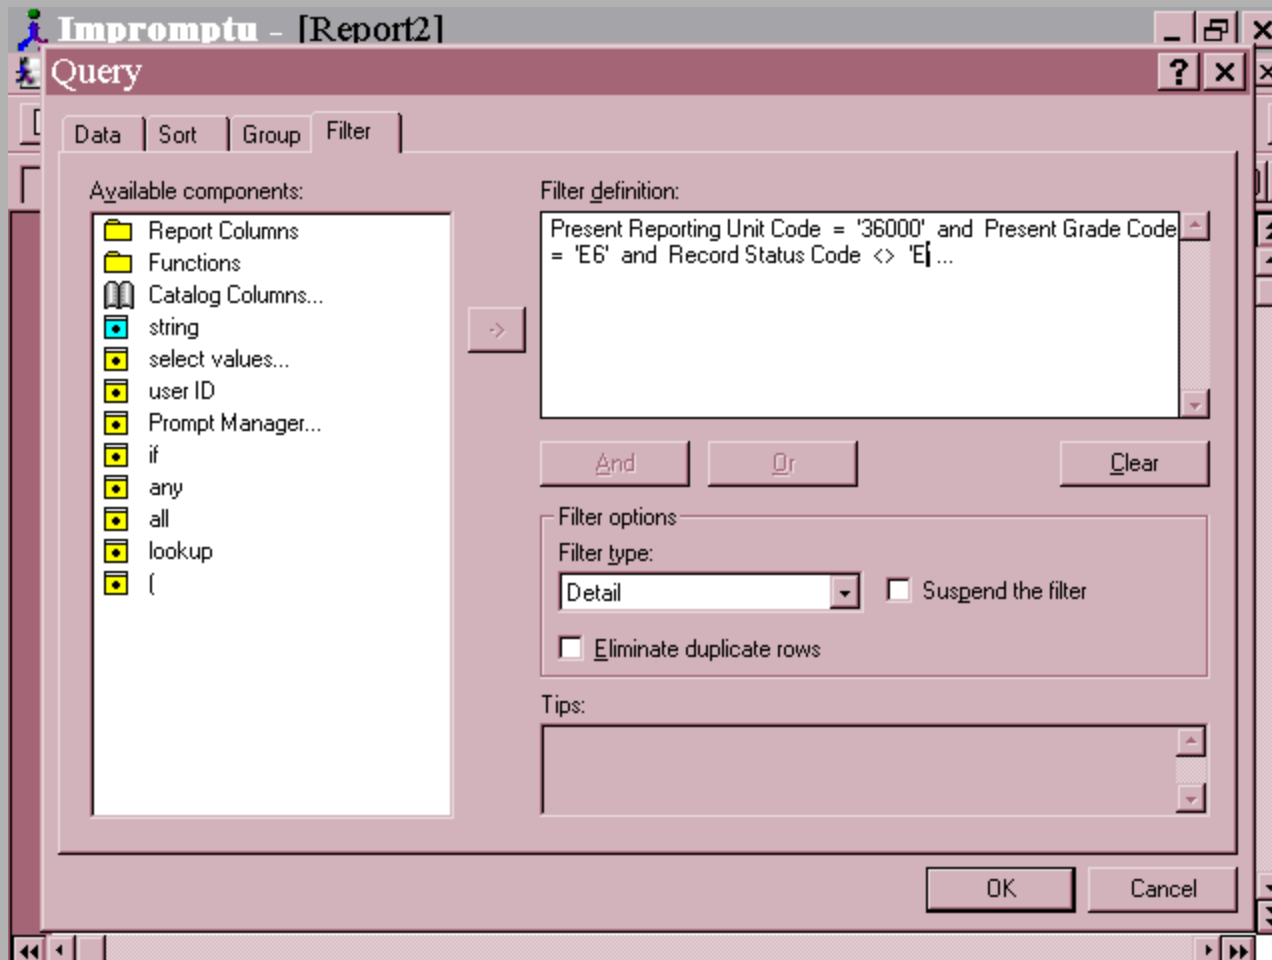 Impromptu - [Report2]
Query
Data Sort Group Filter
Available components:
Report Columns
Functions
Catalog Columns...
string
select values...
user ID
Prompt Manager...
if
any
all
lookup
(
->
Filter definition:
Present Reporting Unit Code = '36000' and Present Grade Code
= 'E6' and Record Status Code <> 'E' ...
And Or Clear
Filter options
Filter type:
Detail
Suspend the filter
Eliminate duplicate rows
Tips:
OK Cancel